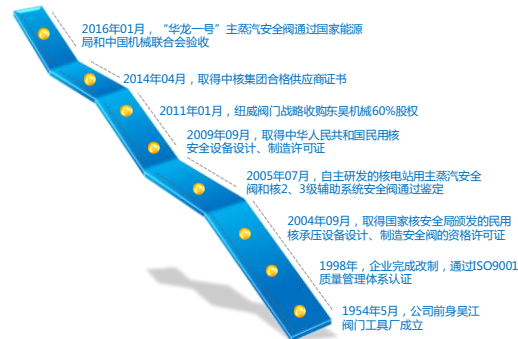 2016年01月，“华龙一号”主蒸汽安全阀通过国家能源
局和中国机械联合会验收
2014年04月，取得中核集团合格供应商证书
2011年01月，纽威阀门战略收购东吴机械60%股权
2009年09月，取得中华人民共和国民用核
安全设备设计、制造许可证
2005年07月，自主研发的核电站用主蒸汽安全
阀和核2、3级辅助系统安全阀通过鉴定
2004年09月，取得国家核安全局颁发的民用
核承压设备设计、制造安全阀的资格许可证
1998年，企业完成改制，通过ISO9001
质量管理体系认证
1954年5月，公司前身吴江
阀门工具厂成立